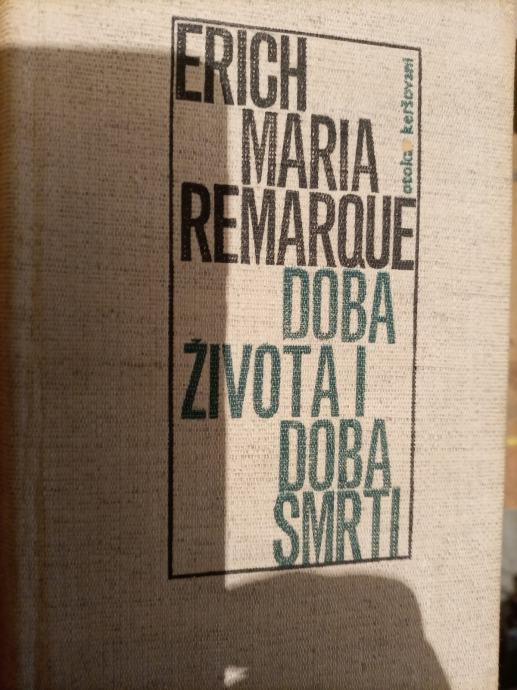 ERICH
MARIA
REMARQUE
DOBA
ŽIVOTA I
DOBA
SMRTI
otokar keršovani